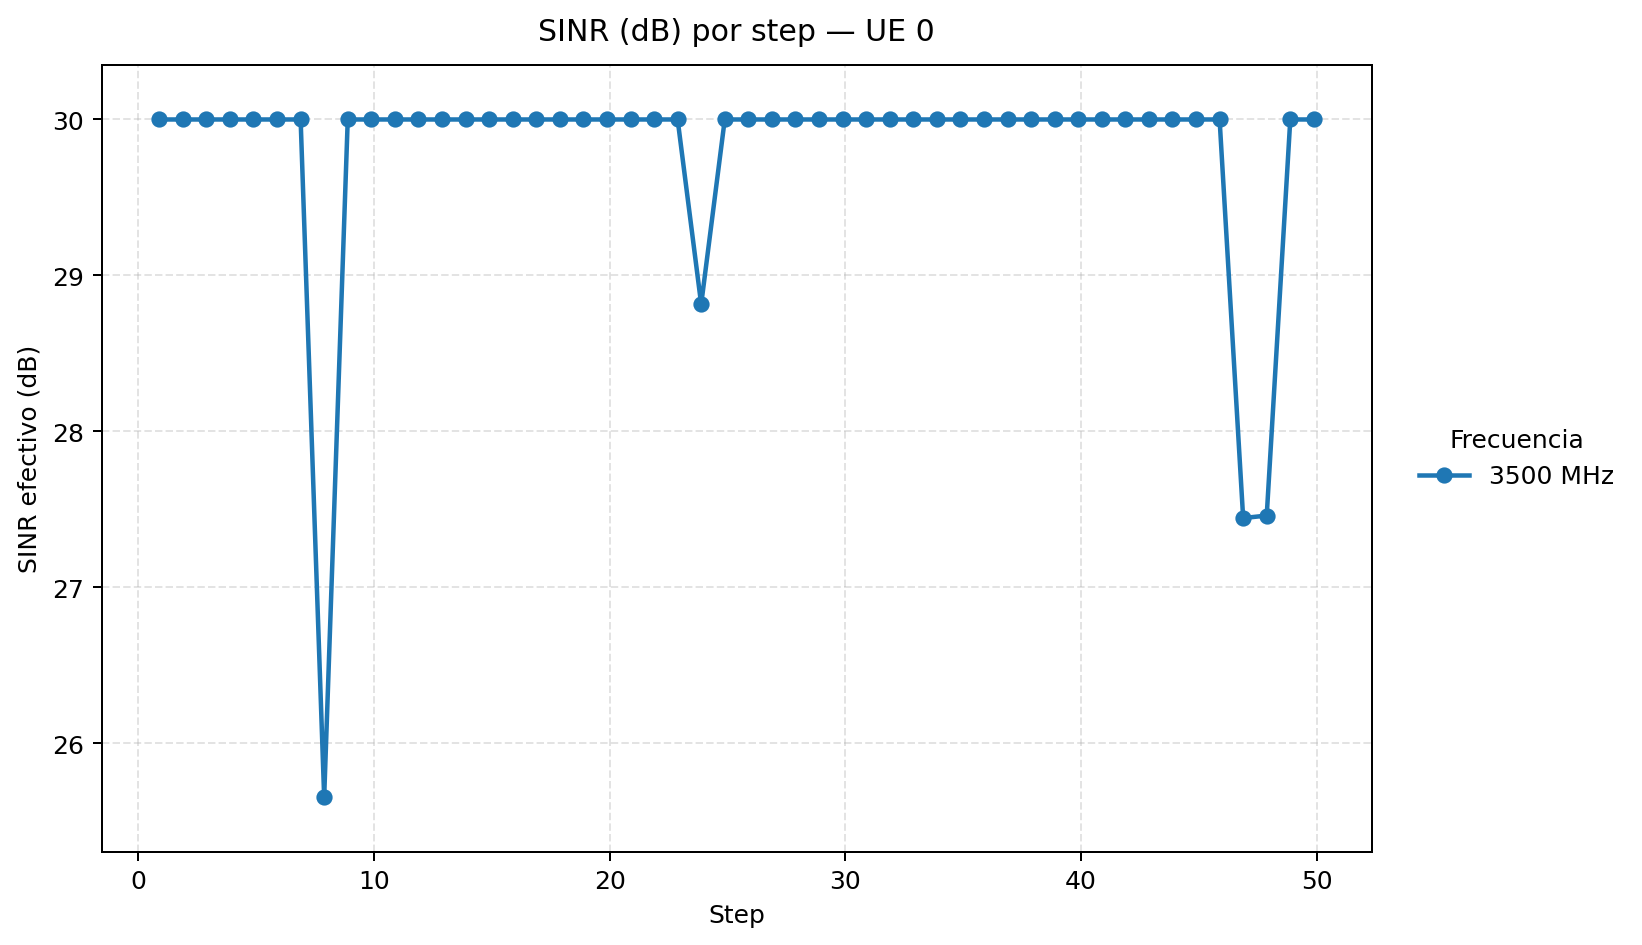 SINR (dB) por step — UE 0
SINR efectivo (dB)
30
29
28
27
26
0 10 20 30 40 50
Step
Frecuencia
3500 MHz